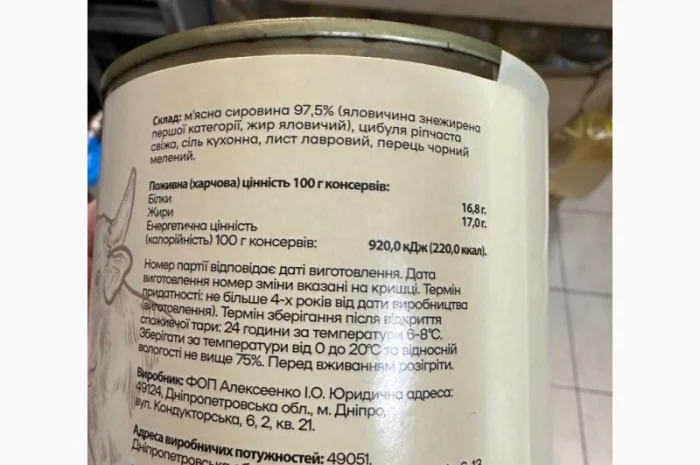 Склад: м'ясна сировина 97,5% (яловичина знежирена
першої категорії, жир яловичий), цибуля ріпчаста
свіжа, сіль кухонна, лист лавровий, перець чорний
мелений.
Поживна (харчова) цінність 100 г консервів:
Білки 16,8 г.
Жири 17,0 г.
Енергетична цінність
(калорійність) 100 г консервів: 920,0 кДж (220,0 ккал).
Номер партії відповідає даті виготовлення. Дата
виготовлення номер зміни вказані на кришці. Термін
придатності: не більше 4-х років від дати виробництва
(виготовлення). Термін зберігання після відкриття
споживчої тари: 24 години за температури 6-8°С.
Зберігати за температури від 0 до 20°С та відносній
вологості не вище 75%. Перед вживанням розігріти.
Виробник: ФОП Алексеенко І.О. Юридична адреса:
49124, Дніпропетровська обл., м. Дніпро,
вул. Кондукторська, 6, 2, кв. 21.
Адреса виробничих потужностей: 49051,
Дніпропетровська